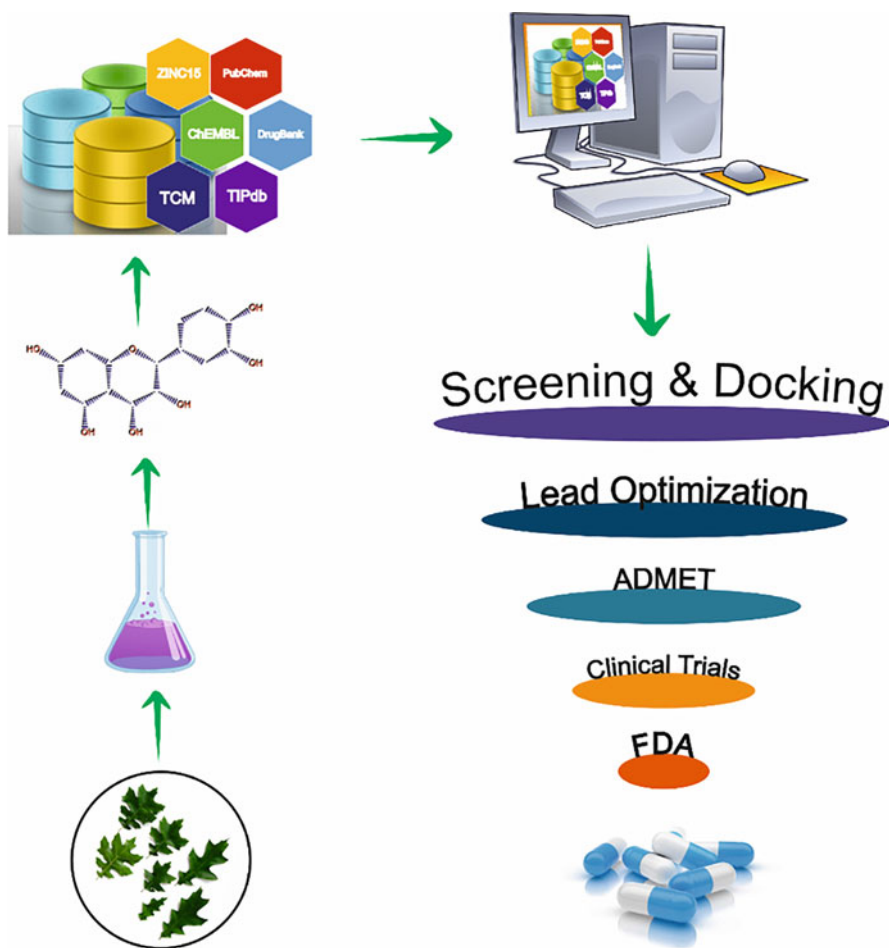 ZINC15
PubChem
ChEMBL
DrugBank
TCM
TIPdb
OH
HO
O
OH
OH
OH
OH
Screening & Docking
Lead Optimization
ADMET
Clinical Trials
FDA